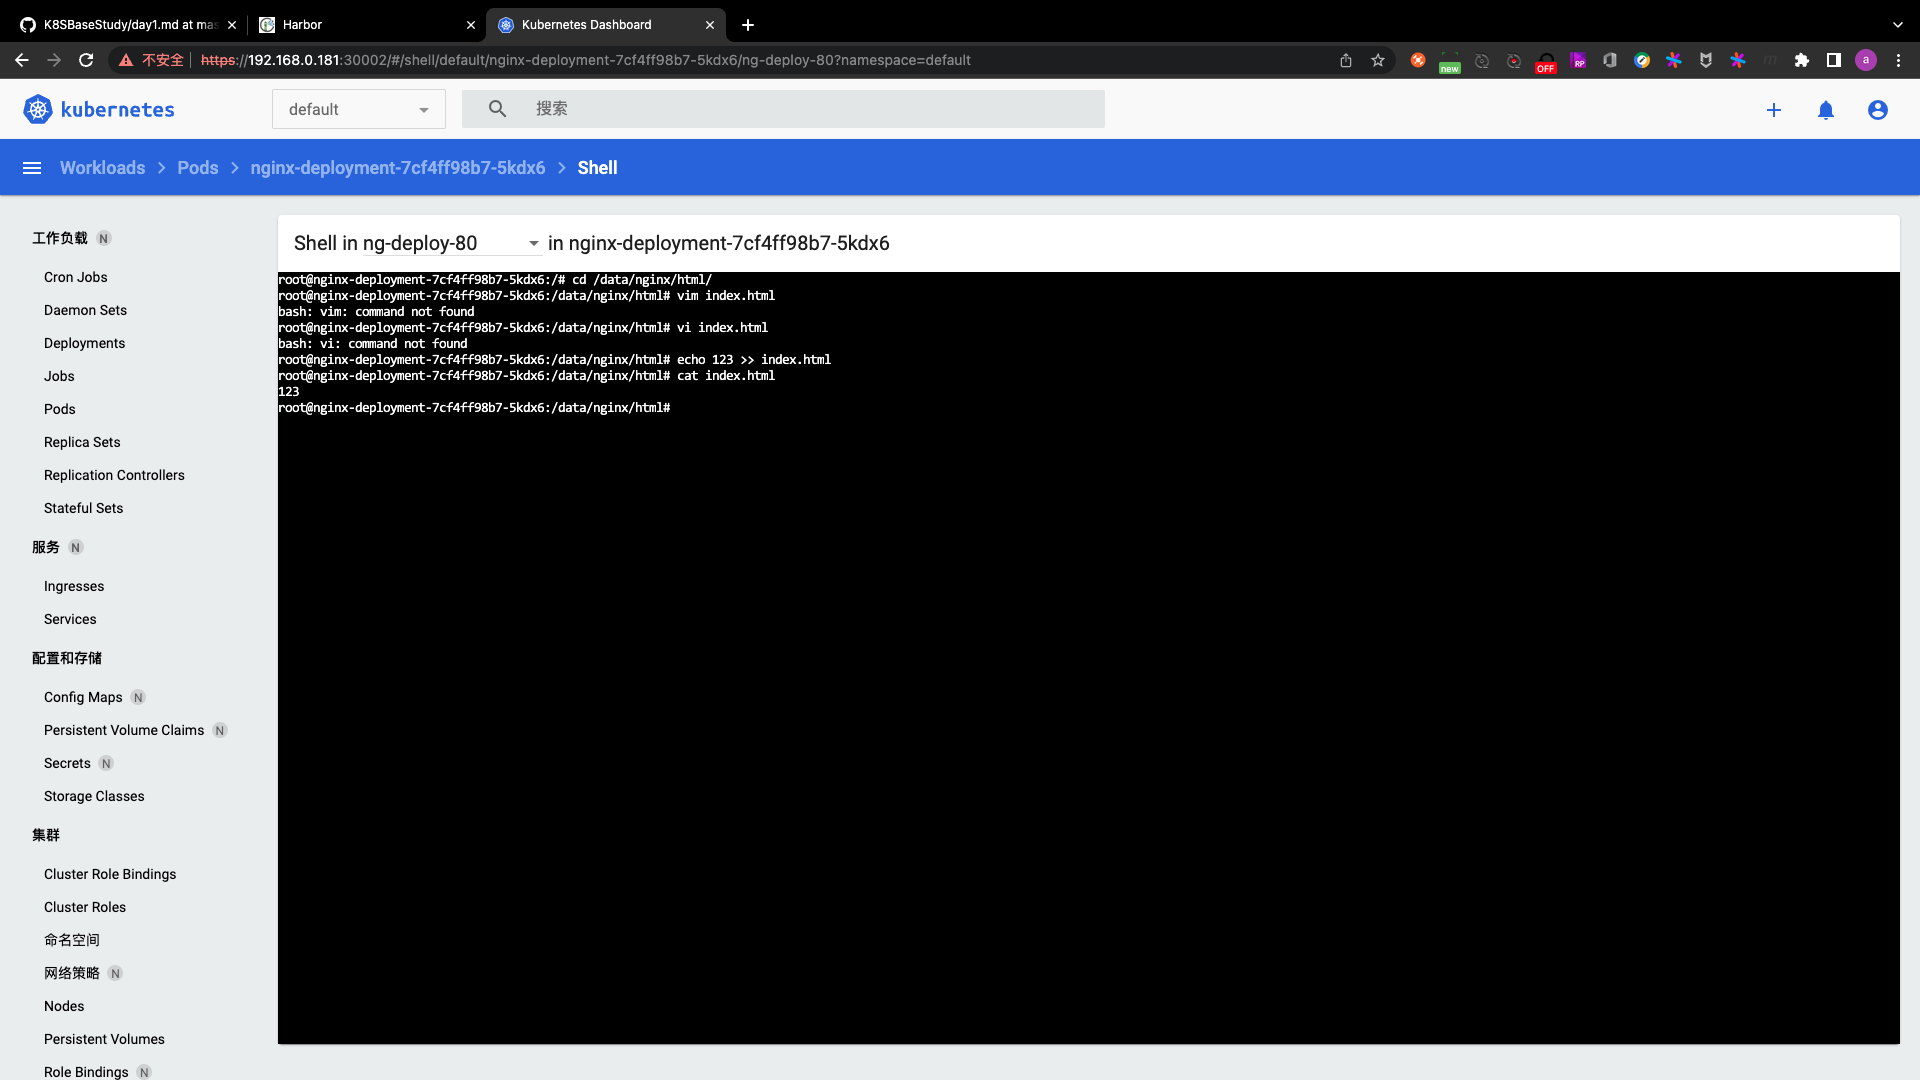 K8SBaseStudy/day1.md at mas
Harbor
Kubernetes Dashboard
不安全
https://192.168.0.181:30002/#/shell/default/nginx-deployment-7cf4ff98b7-5kdx6/ng-deploy-80?namespace=default
new
OFF
RP
a
kubernetes
default
搜索
Workloads
Pods
nginx-deployment-7cf4ff98b7-5kdx6
Shell
工作负载 N
Cron Jobs
Daemon Sets
Deployments
Jobs
Pods
Replica Sets
Replication Controllers
Stateful Sets
服务 N
Ingresses
Services
配置和存储
Config Maps N
Persistent Volume Claims N
Secrets N
Storage Classes
集群
Cluster Role Bindings
Cluster Roles
命名空间
网络策略 N
Nodes
Persistent Volumes
Role Bindings N
Shell in ng-deploy-80 in nginx-deployment-7cf4ff98b7-5kdx6
root@nginx-deployment-7cf4ff98b7-5kdx6:/# cd /data/nginx/html/
root@nginx-deployment-7cf4ff98b7-5kdx6:/data/nginx/html# vim index.html
bash: vim: command not found
root@nginx-deployment-7cf4ff98b7-5kdx6:/data/nginx/html# vi index.html
bash: vi: command not found
root@nginx-deployment-7cf4ff98b7-5kdx6:/data/nginx/html# echo 123 >> index.html
root@nginx-deployment-7cf4ff98b7-5kdx6:/data/nginx/html# cat index.html
123
root@nginx-deployment-7cf4ff98b7-5kdx6:/data/nginx/html#